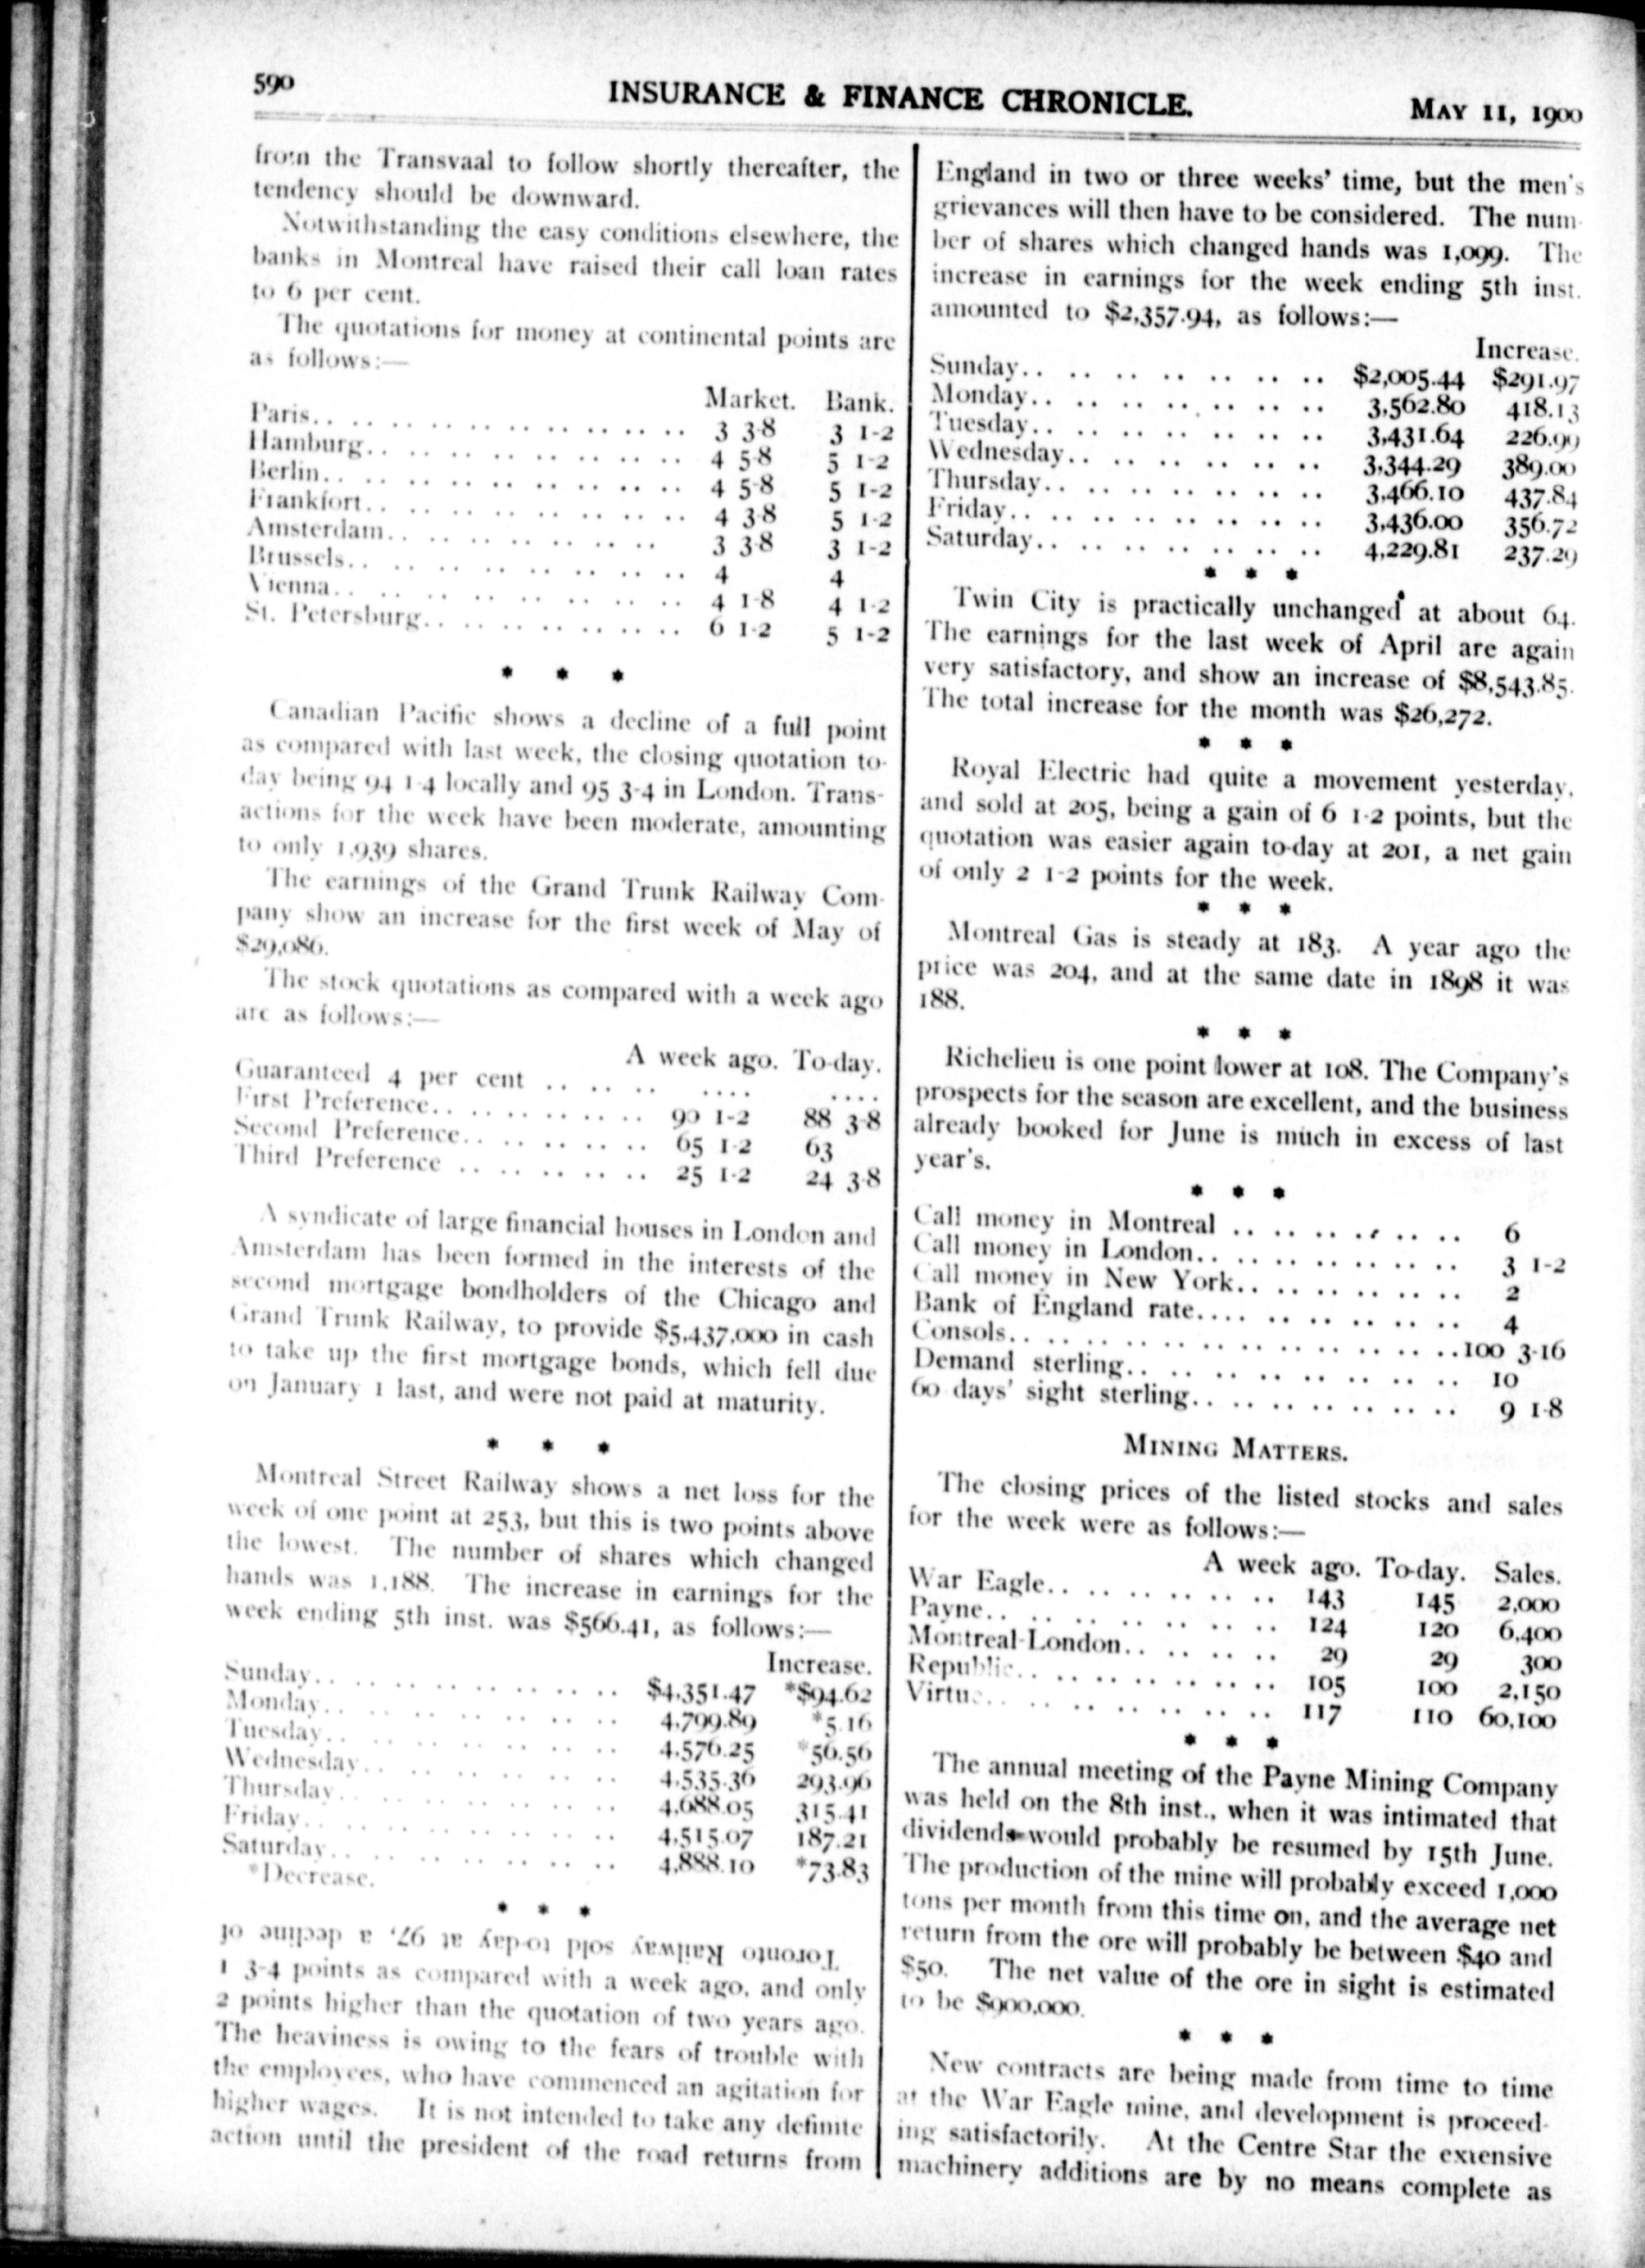 590
INSURANCE & FINANCE CHRONICLE.
MAY 11, 1900
from the Transvaal to follow shortly thereafter, the
tendency should be downward.
Notwithstanding the easy conditions elsewhere, the
banks in Montreal have raised their call loan rates
to 6 per cent.
The quotations for money at continental points are
as follows:—
Market. Bank.
Paris.. .. .. .. .. .. .. .. .. .. .. .. .. 3 3-8 3 1-2
Hamburg.. .. .. .. .. .. .. .. .. .. .. 4 5-8 5 1-2
Berlin.. .. .. .. .. .. .. .. .. .. .. .. .. 4 5-8 5 1-2
Frankfort.. .. .. .. .. .. .. .. .. .. .. 4 3-8 5 1-2
Amsterdam.. .. .. .. .. .. .. .. .. .. 3 3-8 3 1-2
Brussels.. .. .. .. .. .. .. .. .. .. .. .. 4 4
Vienna.. .. .. .. .. .. .. .. .. .. .. .. .. 4 1-8 4 1-2
St. Petersburg.. .. .. .. .. .. .. .. .. 6 1-2 5 1-2
* * *
Canadian Pacific shows a decline of a full point
as compared with last week, the closing quotation to-
day being 94 1-4 locally and 95 3-4 in London. Trans-
actions for the week have been moderate, amounting
to only 1,939 shares.
The earnings of the Grand Trunk Railway Com-
pany show an increase for the first week of May of
$29,086.
The stock quotations as compared with a week ago
are as follows:—
A week ago. To-day.
Guaranteed 4 per cent .. .. .. .... ....
First Preference.. .. .. .. .. .. .. .. 90 1-2 88 3-8
Second Preference.. .. .. .. .. .. .. 65 1-2 63
Third Preference .. .. .. .. .. .. .. 25 1-2 24 3-8
A syndicate of large financial houses in London and
Amsterdam has been formed in the interests of the
second mortgage bondholders of the Chicago and
Grand Trunk Railway, to provide $5,437,000 in cash
to take up the first mortgage bonds, which fell due
on January 1 last, and were not paid at maturity.
* * *
Montreal Street Railway shows a net loss for the
week of one point at 253, but this is two points above
the lowest. The number of shares which changed
hands was 1,188. The increase in earnings for the
week ending 5th inst. was $566.41, as follows:—
Increase.
Sunday.. .. .. .. .. .. .. .. .. .. $4,351.47 *$94.62
Monday.. .. .. .. .. .. .. .. .. .. 4,799.89 *5.16
Tuesday.. .. .. .. .. .. .. .. .. .. 4,576.25 *56.56
Wednesday.. .. .. .. .. .. .. .. .. 4,535.36 293.96
Thursday.. .. .. .. .. .. .. .. .. .. 4,688.05 315.41
Friday.. .. .. .. .. .. .. .. .. .. .. 4,515.07 187.21
Saturday.. .. .. .. .. .. .. .. .. .. 4,888.10 *73.83
*Decrease.
* * *
Toronto Railway sold to-day at 97, a decline of
1 3-4 points as compared with a week ago, and only
2 points higher than the quotation of two years ago.
The heaviness is owing to the fears of trouble with
the employees, who have commenced an agitation for
higher wages. It is not intended to take any definite
action until the president of the road returns from
England in two or three weeks' time, but the men's
grievances will then have to be considered. The num-
ber of shares which changed hands was 1,099. The
increase in earnings for the week ending 5th inst.
amounted to $2,357.94, as follows:—
Increase.
Sunday.. .. .. .. .. .. .. .. .. $2,005.44 $291.97
Monday.. .. .. .. .. .. .. .. .. 3,562.80 418.13
Tuesday.. .. .. .. .. .. .. .. .. 3,431.64 226.99
Wednesday.. .. .. .. .. .. .. .. 3,344.29 389.00
Thursday.. .. .. .. .. .. .. .. .. 3,466.10 437.84
Friday.. .. .. .. .. .. .. .. .. .. 3,436.00 356.72
Saturday.. .. .. .. .. .. .. .. .. 4,229.81 237.29
* * *
Twin City is practically unchanged at about 64.
The earnings for the last week of April are again
very satisfactory, and show an increase of $8,543.85.
The total increase for the month was $26,272.
* * *
Royal Electric had quite a movement yesterday,
and sold at 205, being a gain of 6 1-2 points, but the
quotation was easier again to-day at 201, a net gain
of only 2 1-2 points for the week.
* * *
Montreal Gas is steady at 183. A year ago the
price was 204, and at the same date in 1898 it was
188.
* * *
Richelieu is one point lower at 108. The Company's
prospects for the season are excellent, and the business
already booked for June is much in excess of last
year's.
* * *
Call money in Montreal .. .. .. .. .. .. 6
Call money in London.. .. .. .. .. .. .. 3 1-2
Call money in New York.. .. .. .. .. .. 2
Bank of England rate.... .. .. .. .. .. .. 4
Consols.. .. .. .. .. .. .. .. .. .. .. .. ..100 3-16
Demand sterling.. .. .. .. .. .. .. .. .. 10
60 days' sight sterling.. .. .. .. .. .. .. 9 1-8
MINING MATTERS.
The closing prices of the listed stocks and sales
for the week were as follows:—
A week ago. To-day. Sales.
War Eagle.. .. .. .. .. .. .. 143 145 2,000
Payne.. .. .. .. .. .. .. .. .. 124 120 6,400
Montreal-London.. .. .. .. .. 29 29 300
Republic.. .. .. .. .. .. .. .. 105 100 2,150
Virtue.. .. .. .. .. .. .. .. .. 117 110 60,100
* * *
The annual meeting of the Payne Mining Company
was held on the 8th inst., when it was intimated that
dividends would probably be resumed by 15th June.
The production of the mine will probably exceed 1,000
tons per month from this time on, and the average net
return from the ore will probably be between $40 and
$50. The net value of the ore in sight is estimated
to be $900,000.
* * *
New contracts are being made from time to time
at the War Eagle mine, and development is proceed-
ing satisfactorily. At the Centre Star the extensive
machinery additions are by no means complete as